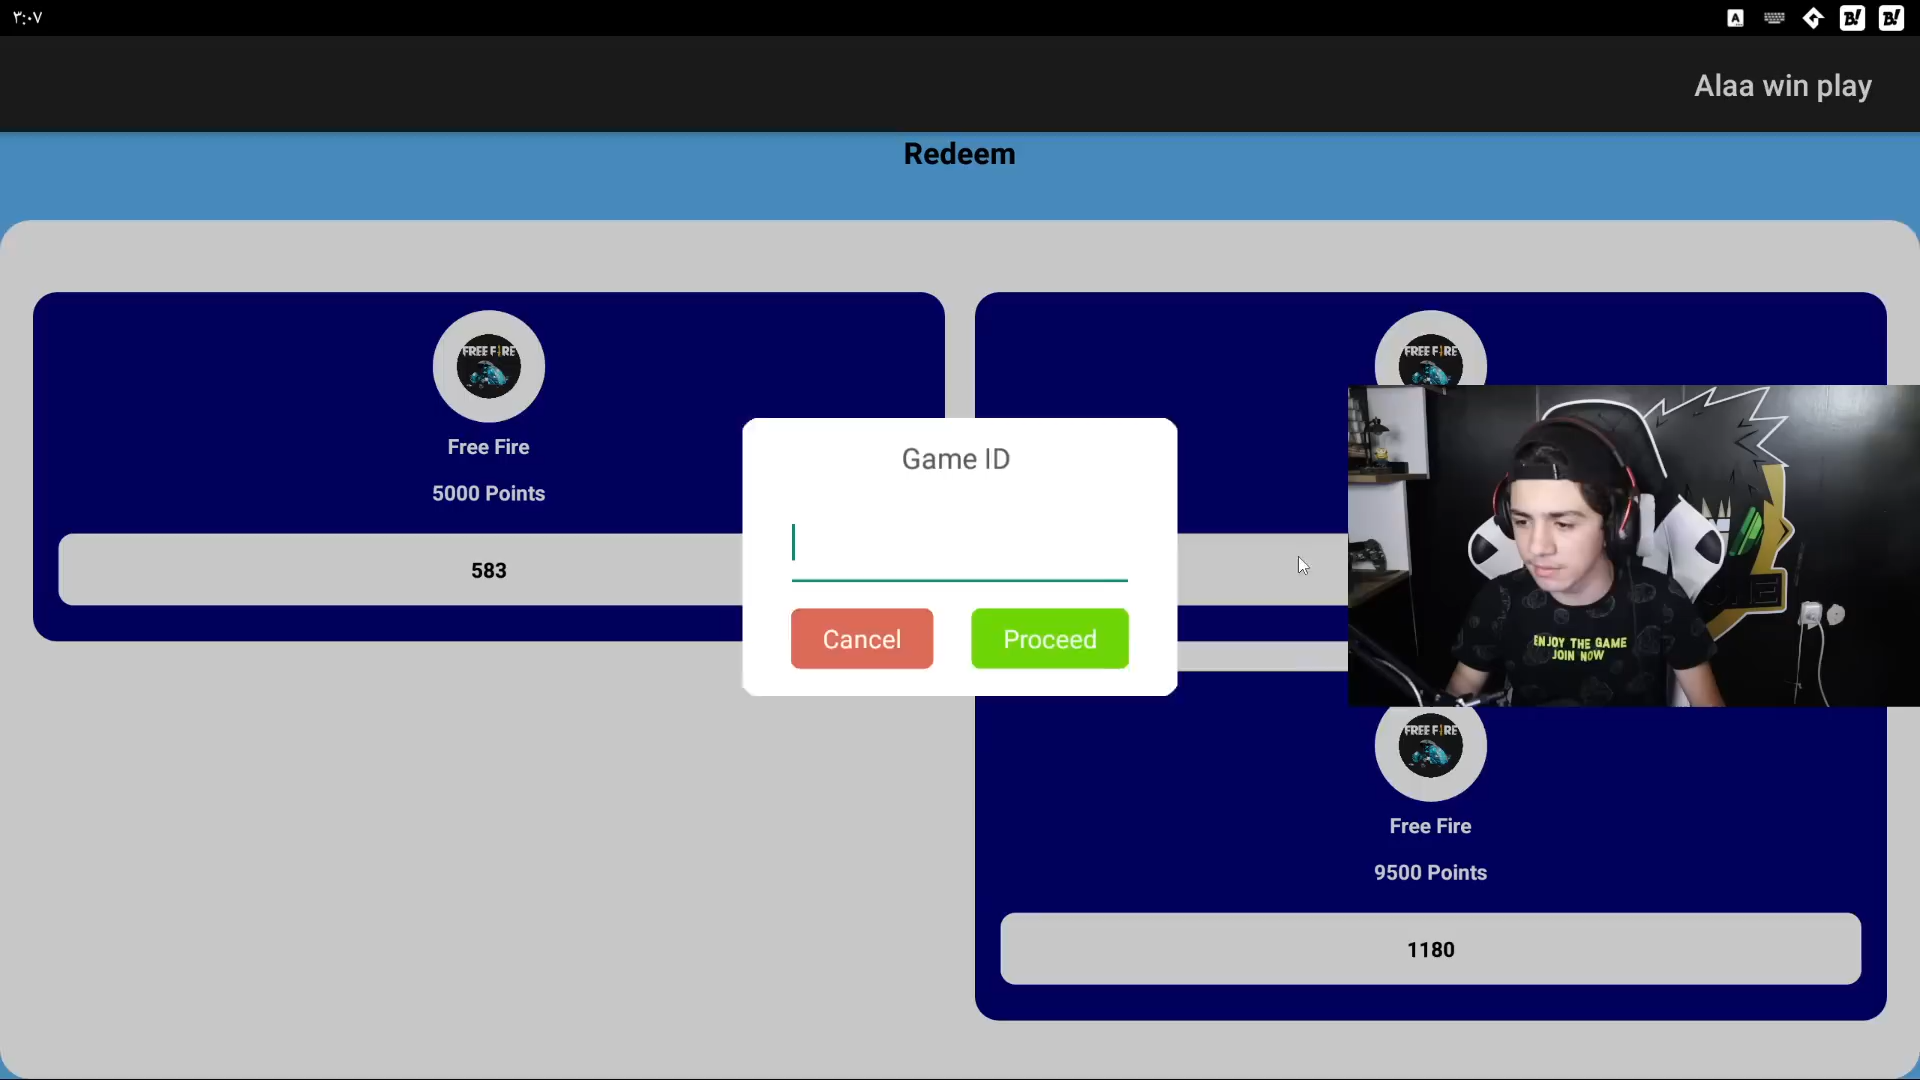 ٣:٠٧
A
B!
B!
Alaa win play
Redeem
FREE FIRE
Free Fire
5000 Points
583
FREE FIRE
Game ID
Cancel
Proceed
ENJOY THE GAME
JOIN NOW
FREE FIRE
Free Fire
9500 Points
1180